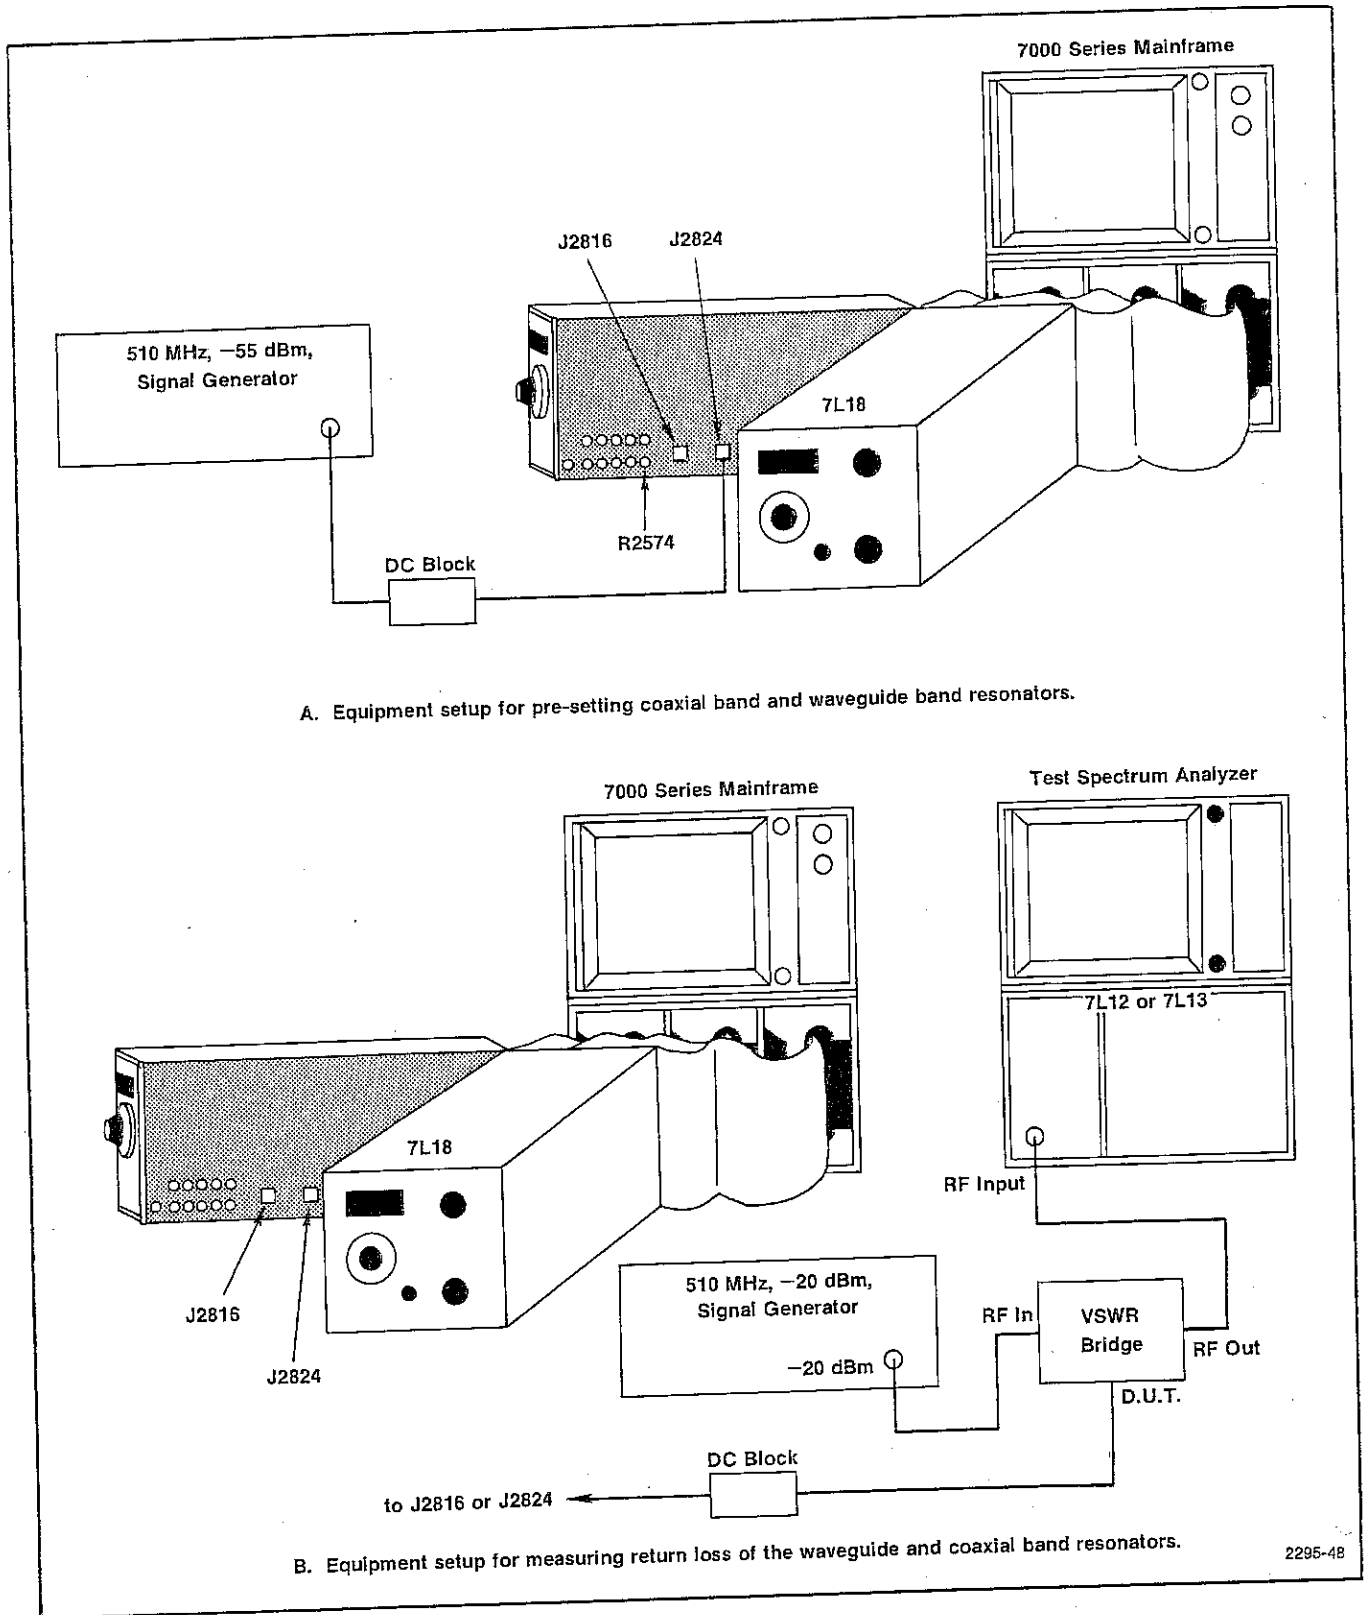 7000 Series Mainframe
J2816
J2824
510 MHz, −55 dBm,
Signal Generator
7L18
R2574
DC Block
A. Equipment setup for pre-setting coaxial band and waveguide band resonators.
7000 Series Mainframe
Test Spectrum Analyzer
7L12 or 7L13
7L18
RF Input
J2816
J2824
510 MHz, −20 dBm,
Signal Generator
−20 dBm
RF In
VSWR
Bridge
RF Out
D.U.T.
DC Block
to J2816 or J2824
B. Equipment setup for measuring return loss of the waveguide and coaxial band resonators.
2295-48